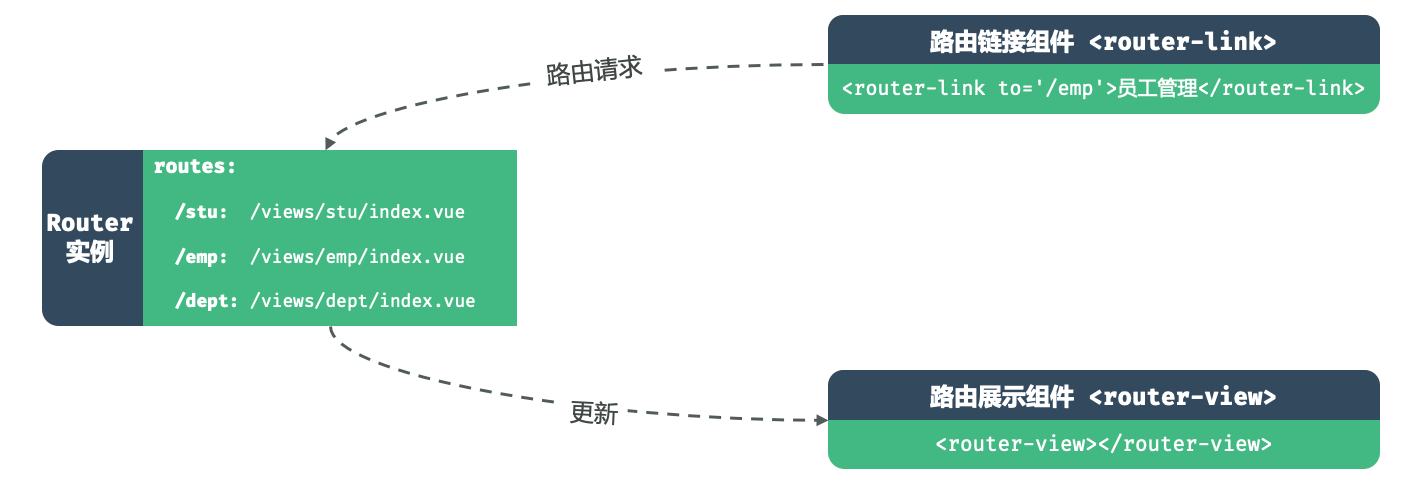 路由链接组件 <router-link>
<router-link to='/emp'>员工管理</router-link>
路由请求
Router
实例
routes:
/stu: /views/stu/index.vue
/emp: /views/emp/index.vue
/dept: /views/dept/index.vue
更新
路由展示组件 <router-view>
<router-view></router-view>